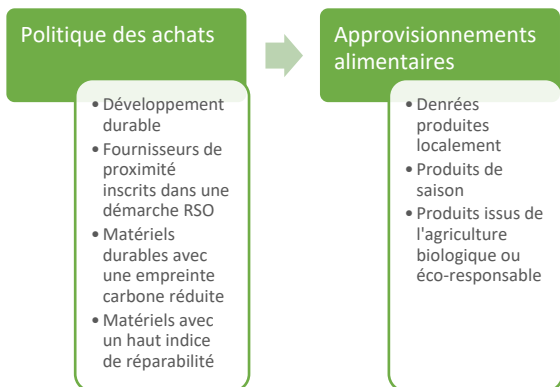 Politique des achats
• Développement
durable
• Fournisseurs de
proximité
inscrits dans une
démarche RSO
• Matériels
durables avec
une empreinte
carbone réduite
• Matériels avec
un haut indice
de réparabilité
Approvisionnements
alimentaires
• Denrées
produites
localement
• Produits de
saison
• Produits issus de
l'agriculture
biologique ou
éco-responsable